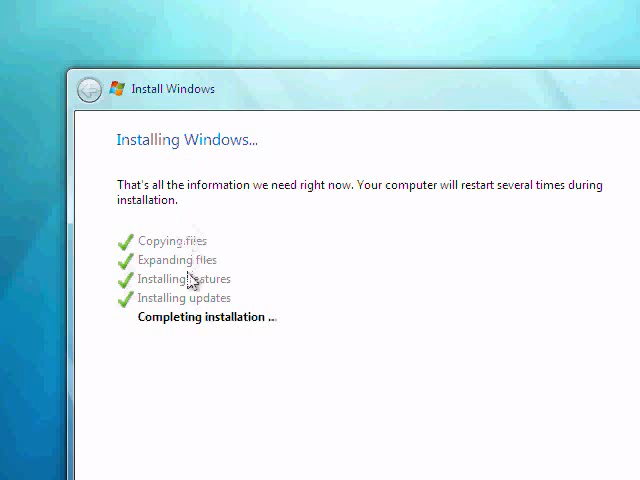 Install Windows
Installing Windows...
That's all the information we need right now. Your computer will restart several times during
installation.
Copying files
Expanding files
Installing features
Installing updates
Completing installation ...